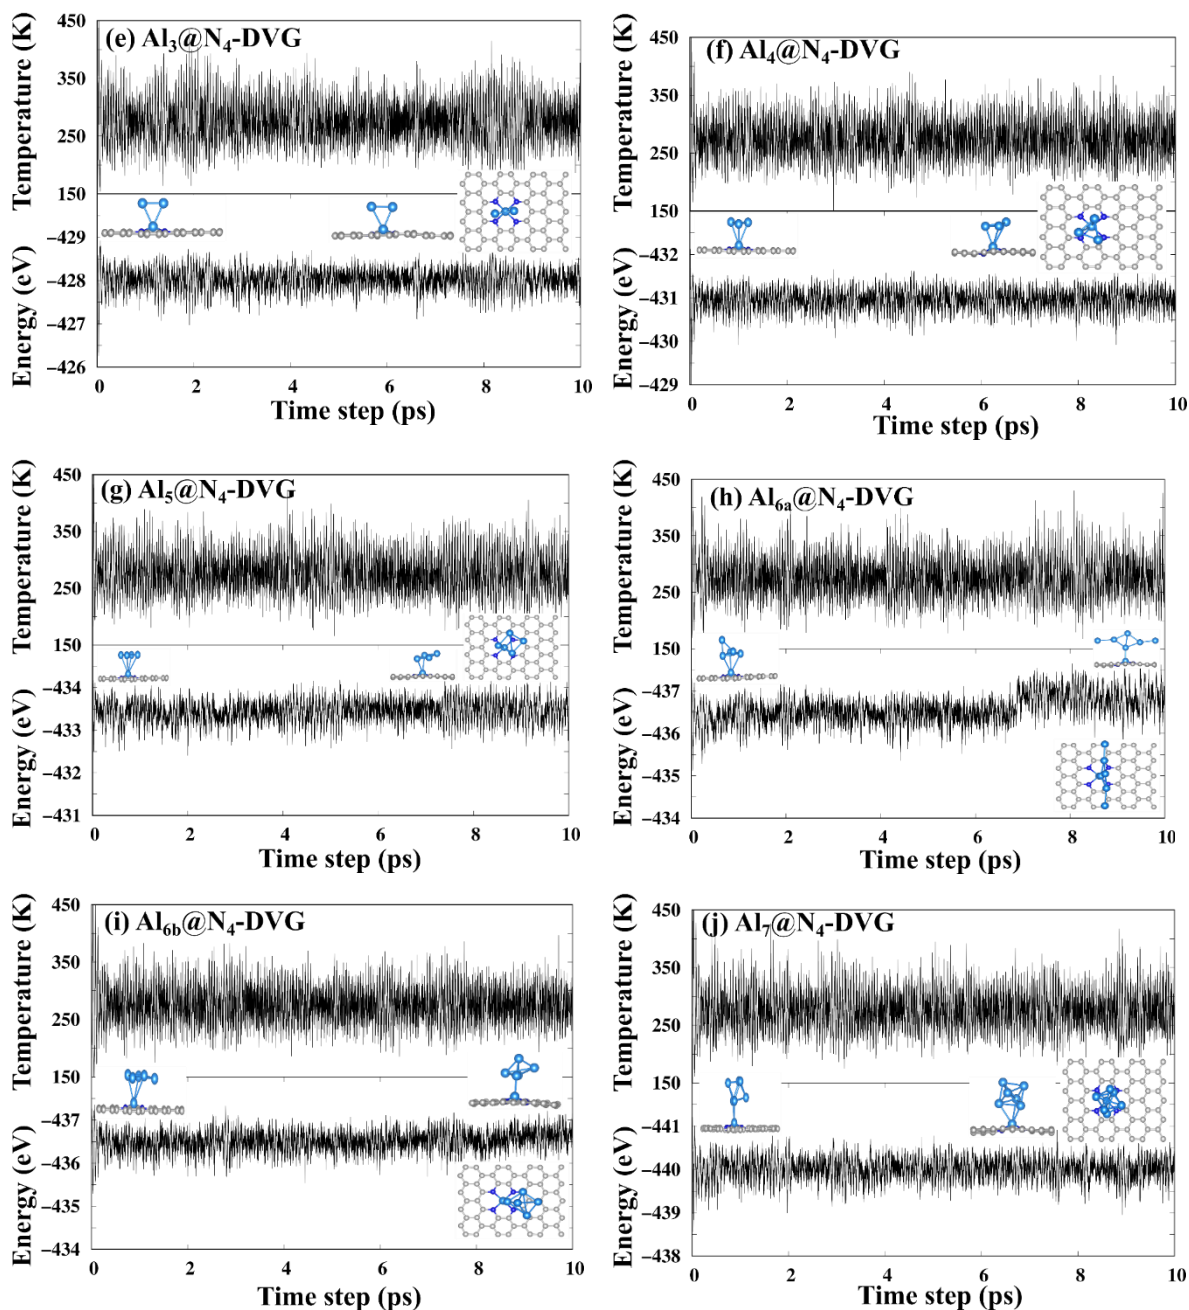 (e) Al3@N4-DVG
Temperature (K)
450
350
250
150
Energy (eV)
−429
−428
−427
−426
0 2 4 6 8 10
Time step (ps)
(f) Al4@N4-DVG
Temperature (K)
450
350
250
150
Energy (eV)
−432
−431
−430
−429
0 2 4 6 8 10
Time step (ps)
(g) Al5@N4-DVG
Temperature (K)
450
350
250
150
Energy (eV)
−434
−433
−432
−431
0 2 4 6 8 10
Time step (ps)
(h) Al6a@N4-DVG
Temperature (K)
450
350
250
150
Energy (eV)
−437
−436
−435
−434
0 2 4 6 8 10
Time step (ps)
(i) Al6b@N4-DVG
Temperature (K)
450
350
250
150
Energy (eV)
−437
−436
−435
−434
0 2 4 6 8 10
Time step (ps)
(j) Al7@N4-DVG
Temperature (K)
450
350
250
150
Energy (eV)
−441
−440
−439
−438
0 2 4 6 8 10
Time step (ps)